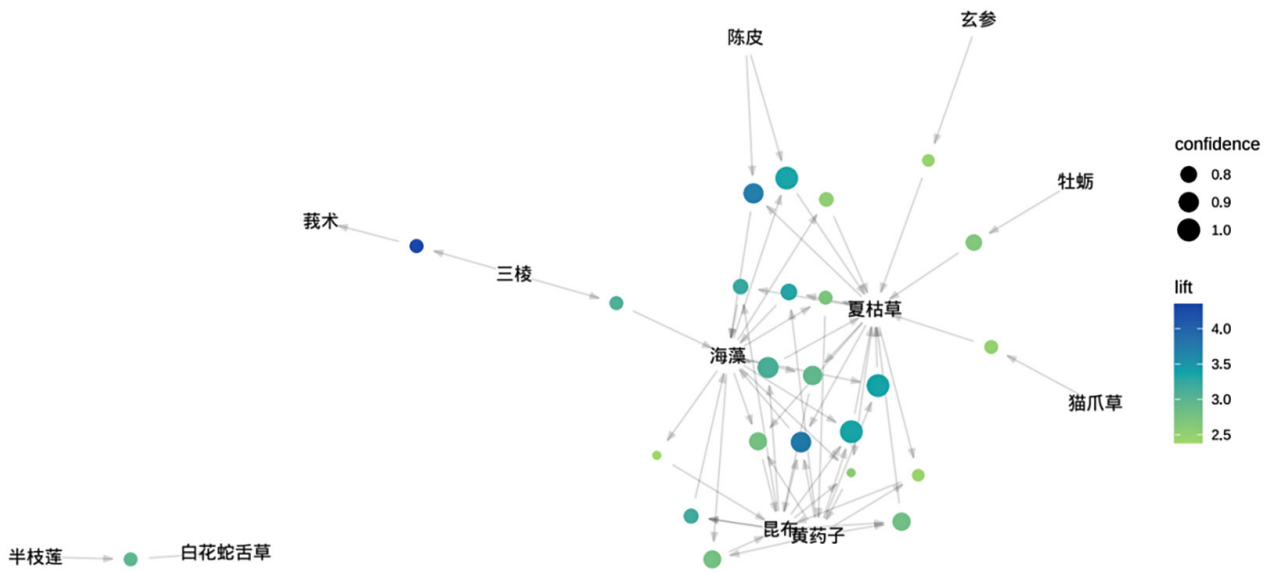 玄参
陈皮
confidence
0.8
牡蛎
0.9
莪术
1.0
三棱
lift
夏枯草
4.0
海藻
3.5
猫爪草
3.0
2.5
昆布
黄药子
半枝莲
白花蛇舌草